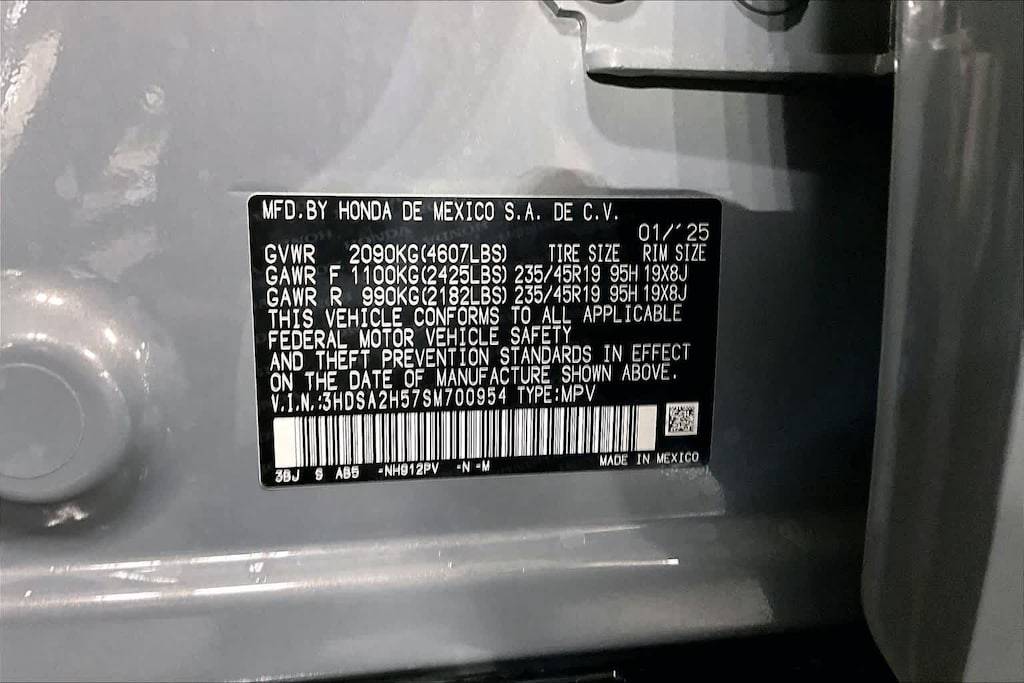 MFD.BY HONDA DE MEXICO S.A. DE C.V.
01/'25
GVWR 2090KG(4607LBS) TIRE SIZE RIM SIZE
GAWR F 1100KG(2425LBS) 235/45R19 95H 19X8J
GAWR R 990KG(2182LBS) 235/45R19 95H 19X8J
THIS VEHICLE CONFORMS TO ALL APPLICABLE
FEDERAL MOTOR VEHICLE SAFETY
AND THEFT PREVENTION STANDARDS IN EFFECT
ON THE DATE OF MANUFACTURE SHOWN ABOVE.
V.I.N.:3HDSA2H57SM700954 TYPE:MPV
3BJ 9 AB5 -NH912PV -N -M MADE IN MEXICO